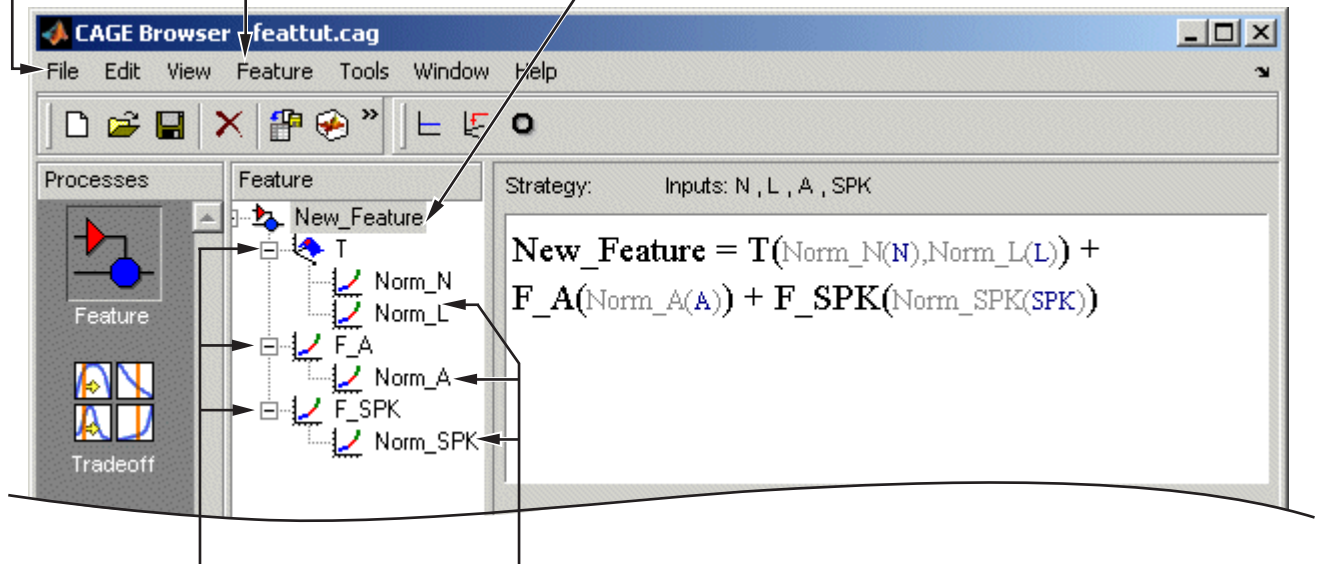 CAGE Browser - feattut.cag
File Edit View Feature Tools Window Help
»
Processes
Feature
Tradeoff
Feature
New_Feature
T
Norm_N
Norm_L
F_A
Norm_A
F_SPK
Norm_SPK
Strategy: Inputs: N , L , A , SPK
New_Feature = T(Norm_N(N),Norm_L(L)) +
F_A(Norm_A(A)) + F_SPK(Norm_SPK(SPK))